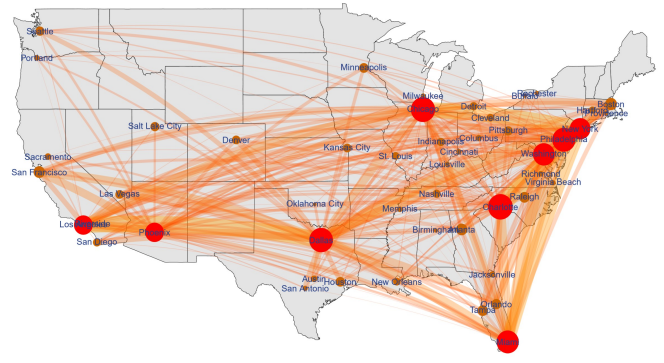 Seattle
Portland
Minneapolis
Milwaukee
Chicago
Detroit
Buffalo
Rochester
Boston
Hartford
Providence
New York
Philadelphia
Cleveland
Pittsburgh
Salt Lake City
Denver
Sacramento
San Francisco
Kansas City
St. Louis
Indianapolis
Columbus
Cincinnati
Louisville
Washington
Richmond
Virginia Beach
Las Vegas
Oklahoma City
Nashville
Memphis
Charlotte
Raleigh
Los Angeles
San Diego
Phoenix
Dallas
Birmingham
Atlanta
Austin
San Antonio
Houston
New Orleans
Jacksonville
Orlando
Tampa
Miami